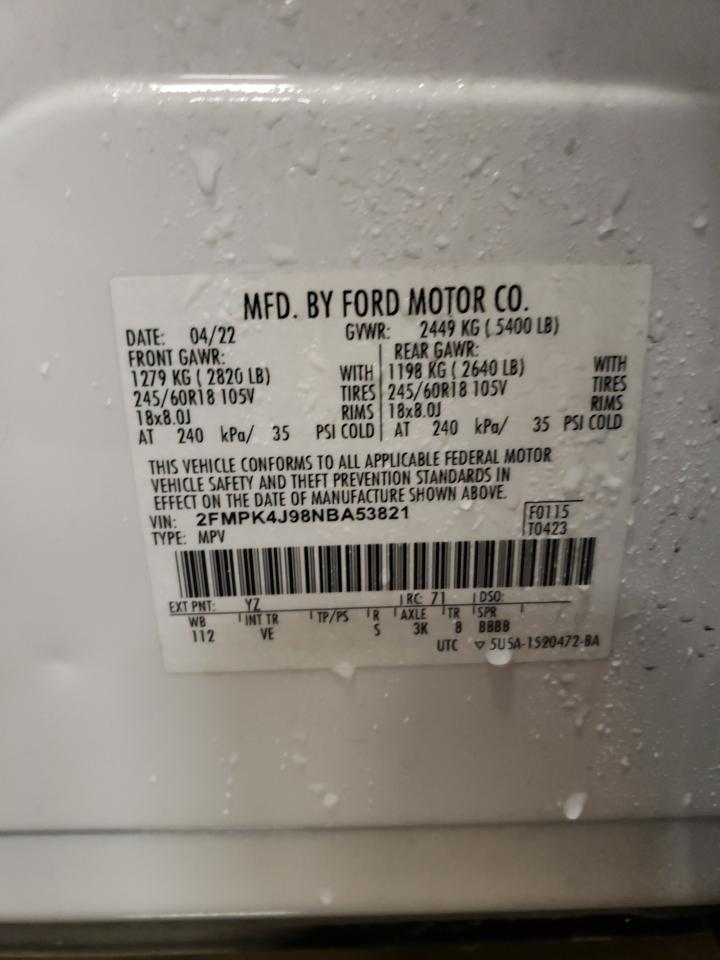 MFD. BY FORD MOTOR CO.
DATE: 04/22 GVWR: 2449 KG ( 5400 LB)
FRONT GAWR: REAR GAWR:
1279 KG ( 2820 LB) WITH 1198 KG ( 2640 LB) WITH
245/60R18 105V TIRES 245/60R18 105V TIRES
18x8.0J RIMS 18x8.0J RIMS
AT 240 kPa/ 35 PSI COLD AT 240 kPa/ 35 PSI COLD
THIS VEHICLE CONFORMS TO ALL APPLICABLE FEDERAL MOTOR
VEHICLE SAFETY AND THEFT PREVENTION STANDARDS IN
EFFECT ON THE DATE OF MANUFACTURE SHOWN ABOVE.
VIN: 2FMPK4J98NBA53821 F0115
TYPE: MPV T0423
EXT PNT: YZ RC: 71 DSO:
WB INT TR TP/PS R AXLE TR SPR
112 VE S 3K 8 BBBB
UTC ▽ 5U5A-1520472-BA